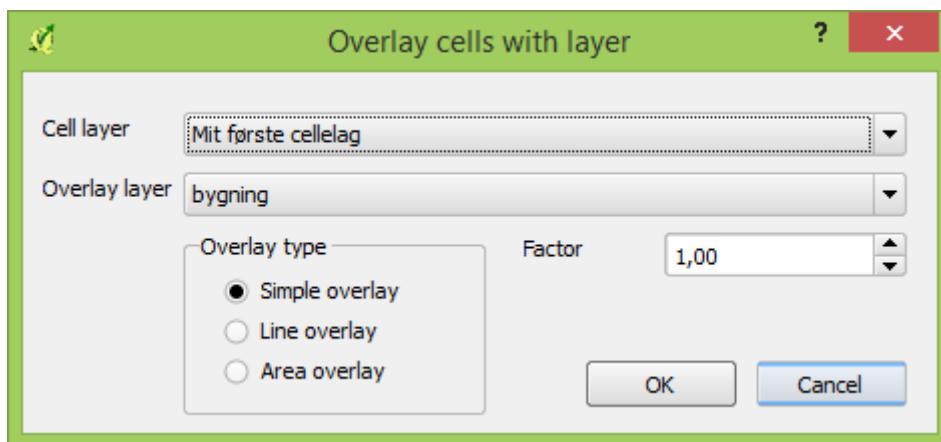 Overlay cells with layer ?
Cell layer Mit første cellelag
Overlay layer bygning
Overlay type
Factor 1,00
Simple overlay
Line overlay
Area overlay
OK Cancel